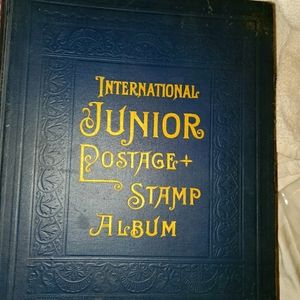 INTERNATIONAL
JUNIOR
POSTAGE+
STAMP
ALBUM